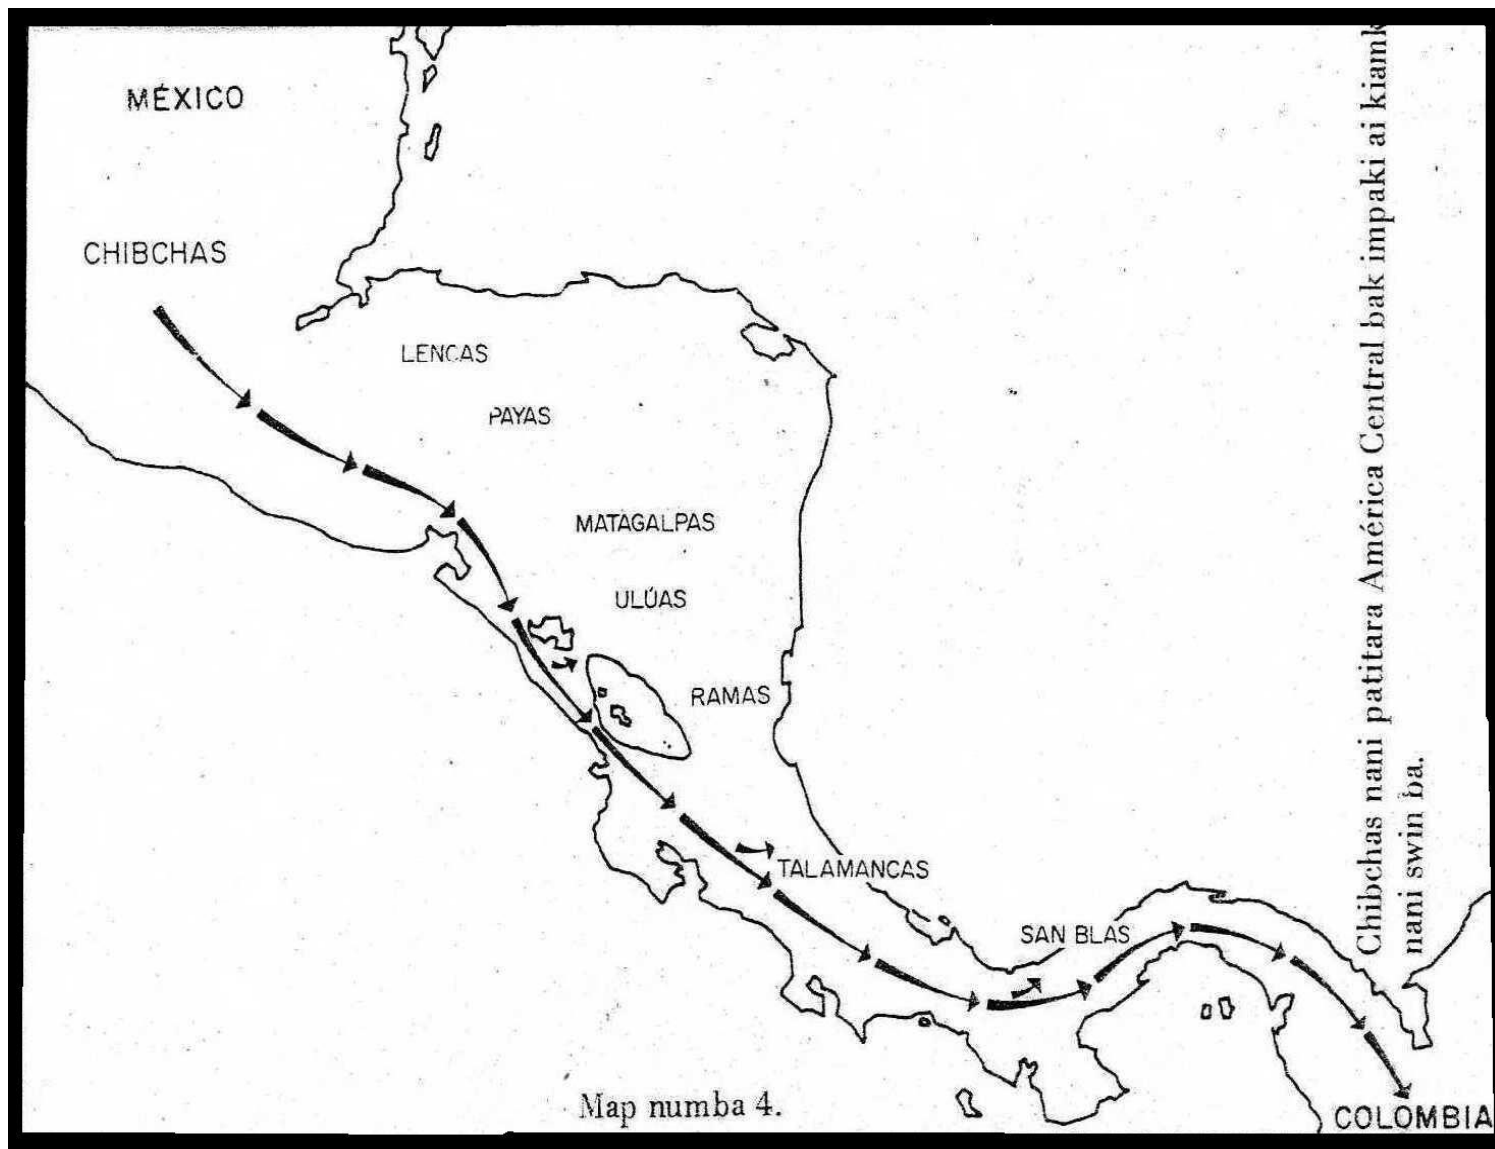 MÉXICO
CHIBCHAS
LENCAS
PAYAS
MATAGALPAS
ULÚAS
RAMAS
TALAMANCAS
SAN BLAS
COLOMBIA
Map numba 4.
Chibchas nani patitara América Central bak impaki ai kiamk
nani swin ba.